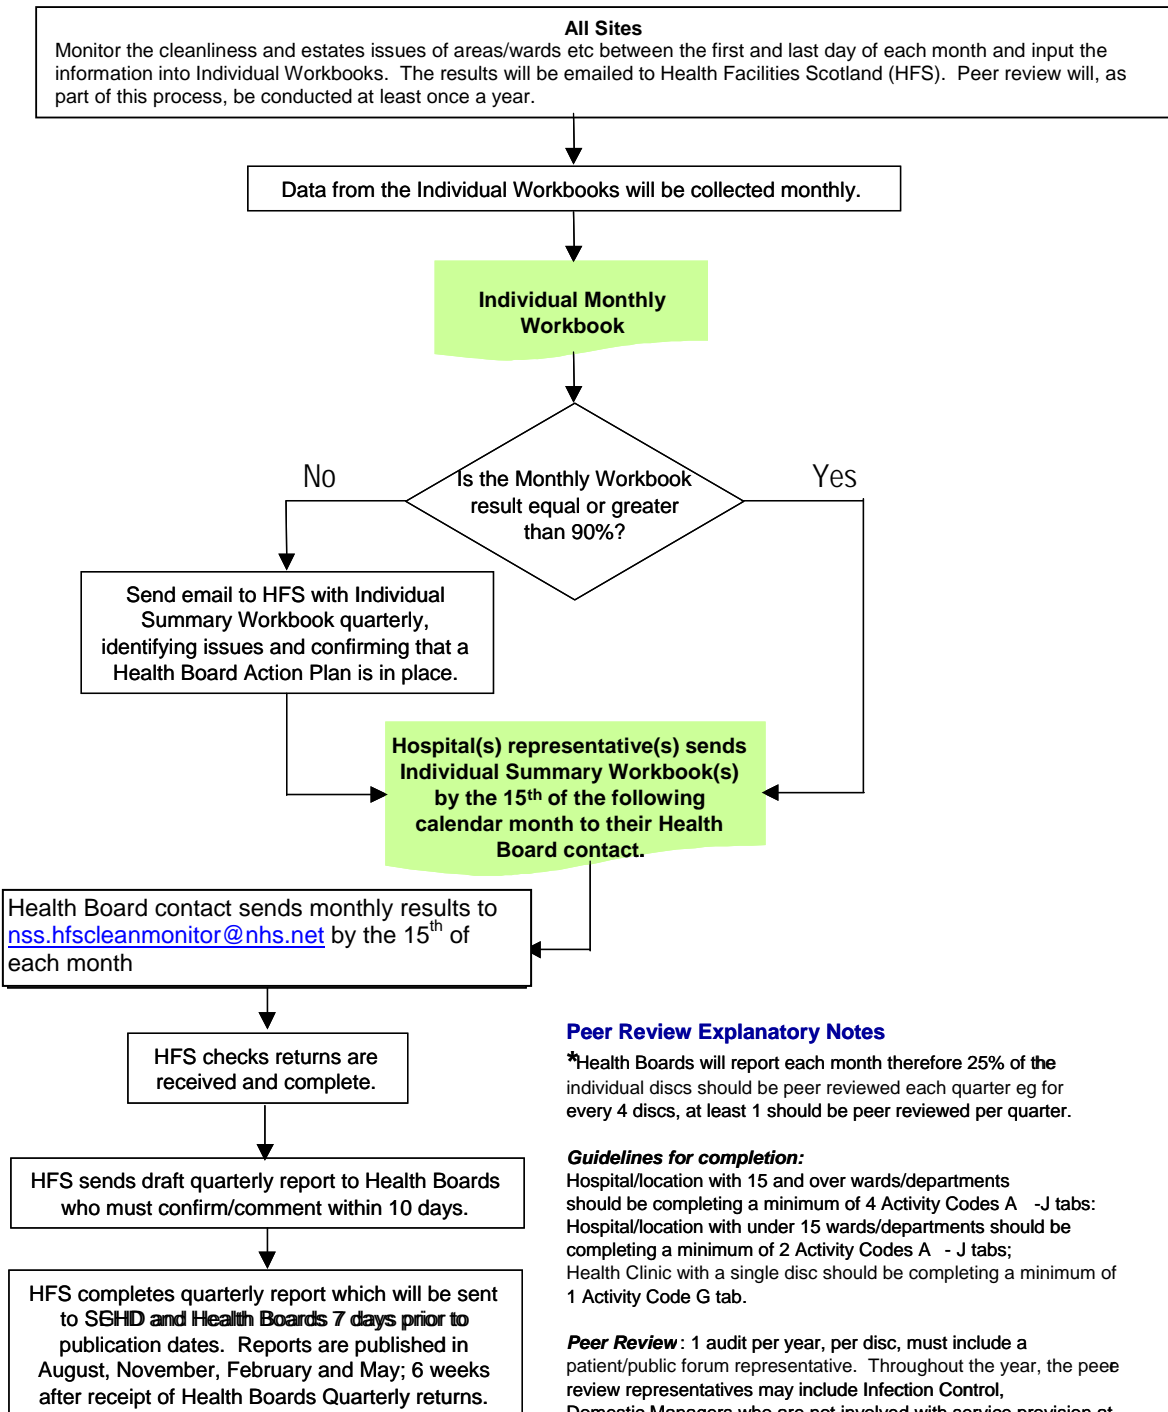 All Sites
Monitor the cleanliness and estates issues of areas/wards etc between the first and last day of each month and input the
information into Individual Workbooks. The results will be emailed to Health Facilities Scotland (HFS). Peer review will, as
part of this process, be conducted at least once a year.
Data from the Individual Workbooks will be collected monthly.
Individual Monthly
Workbook
No
Is the Monthly Workbook
result equal or greater
than 90%?
Yes
Send email to HFS with Individual
Summary Workbook quarterly,
identifying issues and confirming that a
Health Board Action Plan is in place.
Hospital(s) representative(s) sends
Individual Summary Workbook(s)
by the 15th of the following
calendar month to their Health
Board contact.
Health Board contact sends monthly results to
nss.hfscleanmonitor@nhs.net by the 15th of
each month
HFS checks returns are
received and complete.
HFS sends draft quarterly report to Health Boards
who must confirm/comment within 10 days.
HFS completes quarterly report which will be sent
to SGHD and Health Boards 7 days prior to
publication dates. Reports are published in
August, November, February and May; 6 weeks
after receipt of Health Boards Quarterly returns.
Peer Review Explanatory Notes
*Health Boards will report each month therefore 25% of the
individual discs should be peer reviewed each quarter eg for
every 4 discs, at least 1 should be peer reviewed per quarter.
Guidelines for completion:
Hospital/location with 15 and over wards/departments
should be completing a minimum of 4 Activity Codes A -J tabs:
Hospital/location with under 15 wards/departments should be
completing a minimum of 2 Activity Codes A - J tabs;
Health Clinic with a single disc should be completing a minimum of
1 Activity Code G tab.
Peer Review: 1 audit per year, per disc, must include a
patient/public forum representative. Throughout the year, the peer
review representatives may include Infection Control,
Domestic Managers who are not involved with service provision at